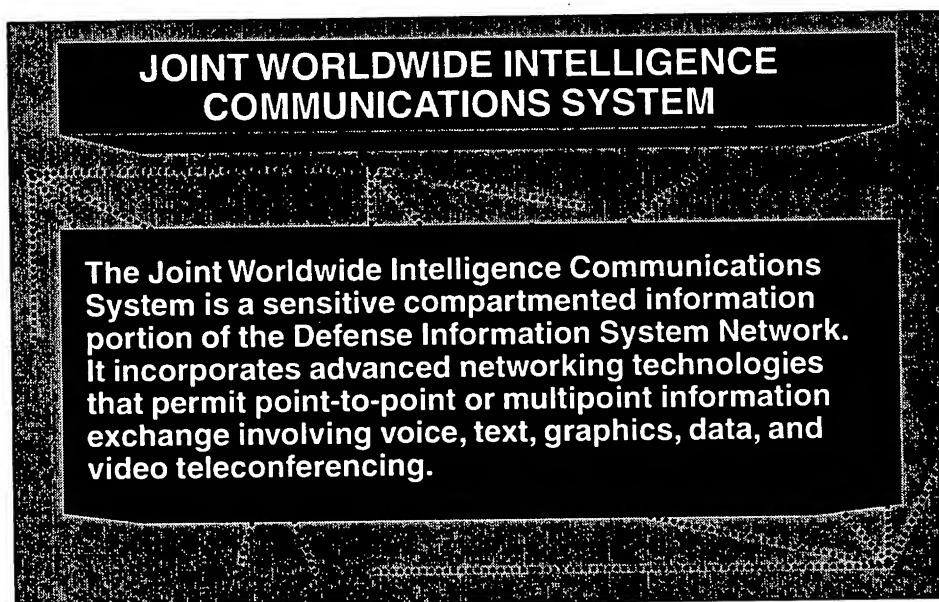 JOINT WORLDWIDE INTELLIGENCE
COMMUNICATIONS SYSTEM
The Joint Worldwide Intelligence Communications
System is a sensitive compartmented information
portion of the Defense Information System Network.
It incorporates advanced networking technologies
that permit point-to-point or multipoint information
exchange involving voice, text, graphics, data, and
video teleconferencing.